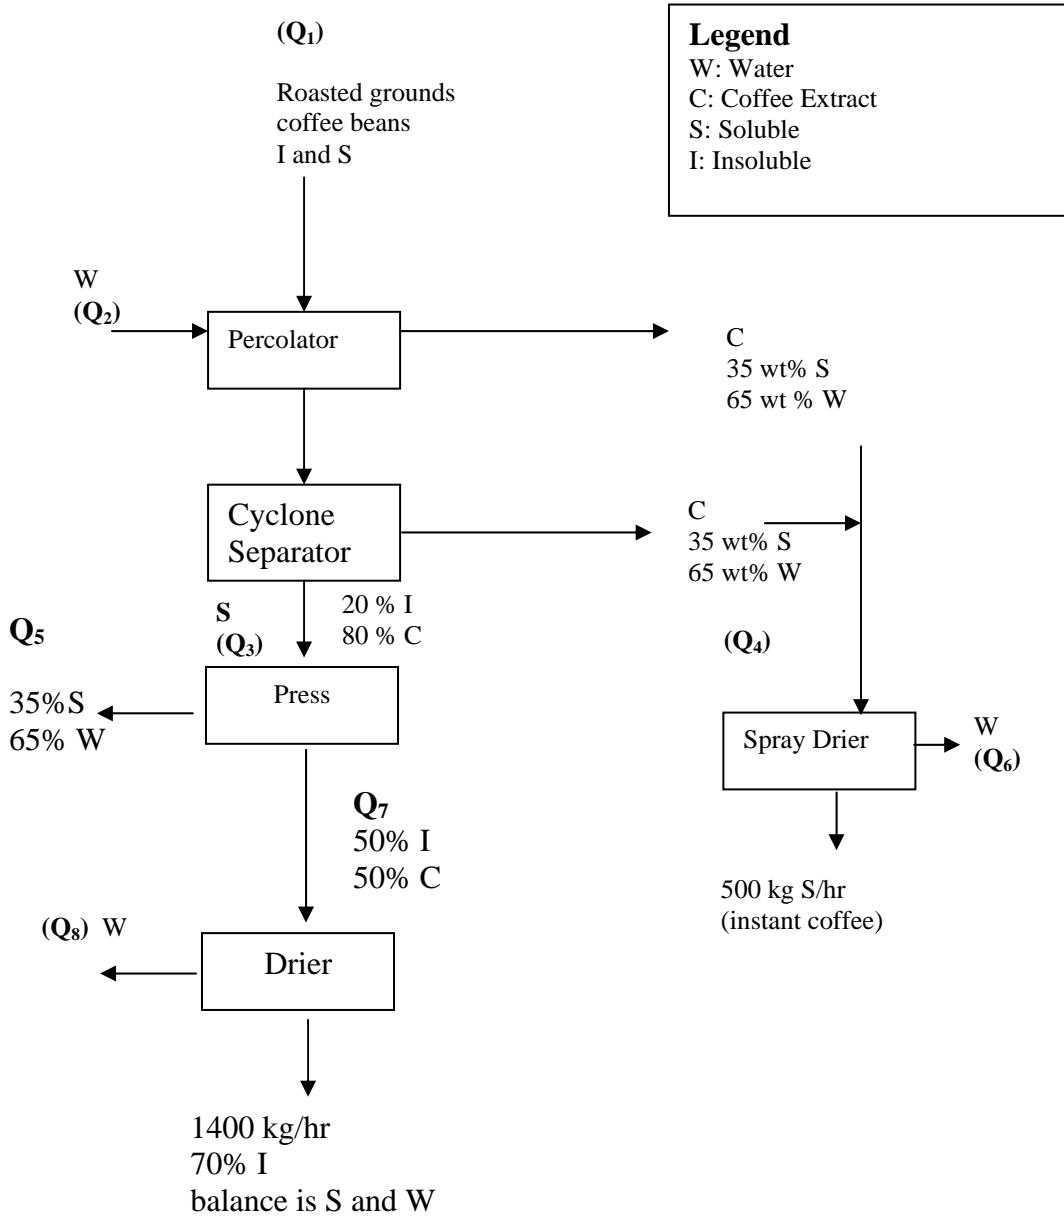 (Q₁)
Roasted grounds
coffee beans
I and S
Legend
W: Water
C: Coffee Extract
S: Soluble
I: Insoluble
W
(Q₂)
Percolator
C
35 wt% S
65 wt % W
Cyclone
Separator
C
35 wt% S
65 wt% W
S
(Q₃)
20 % I
80 % C
Q₅
35%S
65% W
Press
(Q₄)
Spray Drier
W
(Q₆)
Q₇
50% I
50% C
500 kg S/hr
(instant coffee)
(Q₈) W
Drier
1400 kg/hr
70% I
balance is S and W